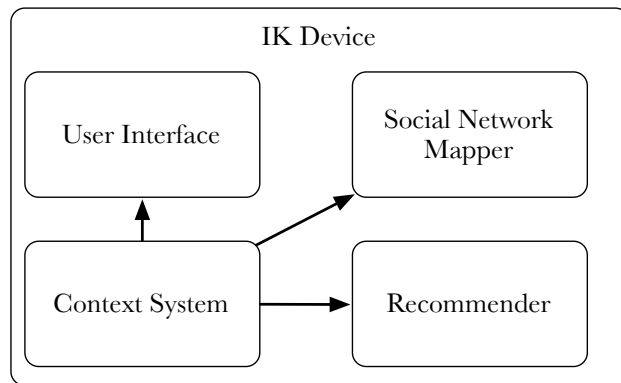 IK Device
User Interface
Social Network
Mapper
Context System
Recommender